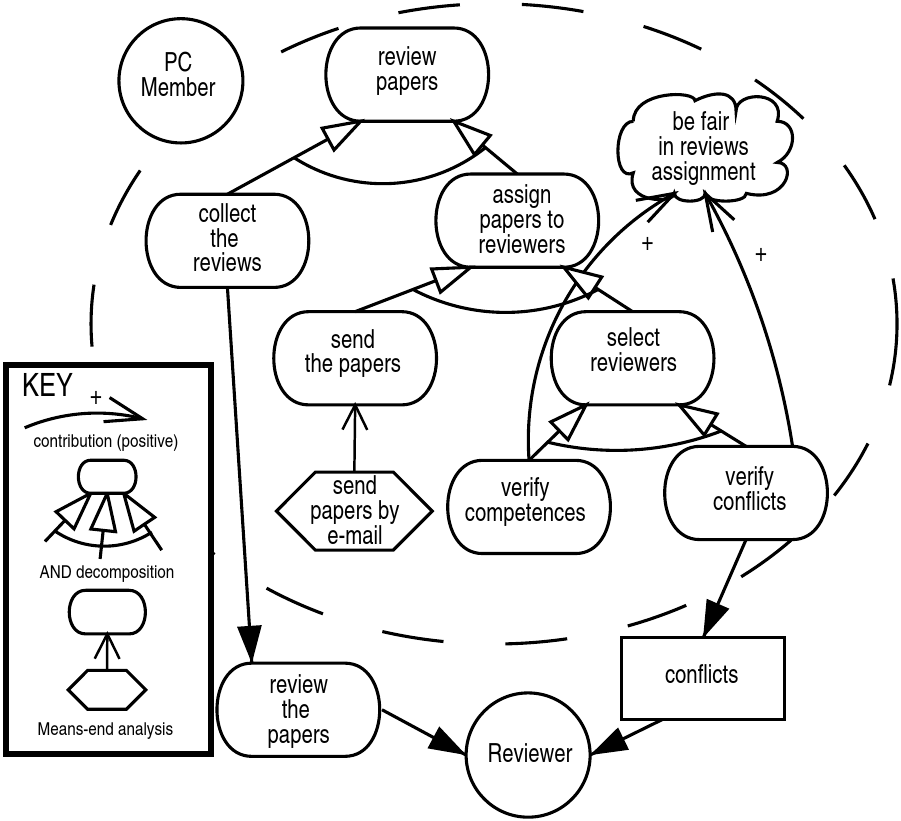 PC
Member
review
papers
be fair
in reviews
assignment
collect
the
reviews
assign
papers to
reviewers
+
+
send
the papers
select
reviewers
KEY
+
contribution (positive)
AND decomposition
Means-end analysis
send
papers by
e-mail
verify
competences
verify
conflicts
review
the
papers
conflicts
Reviewer